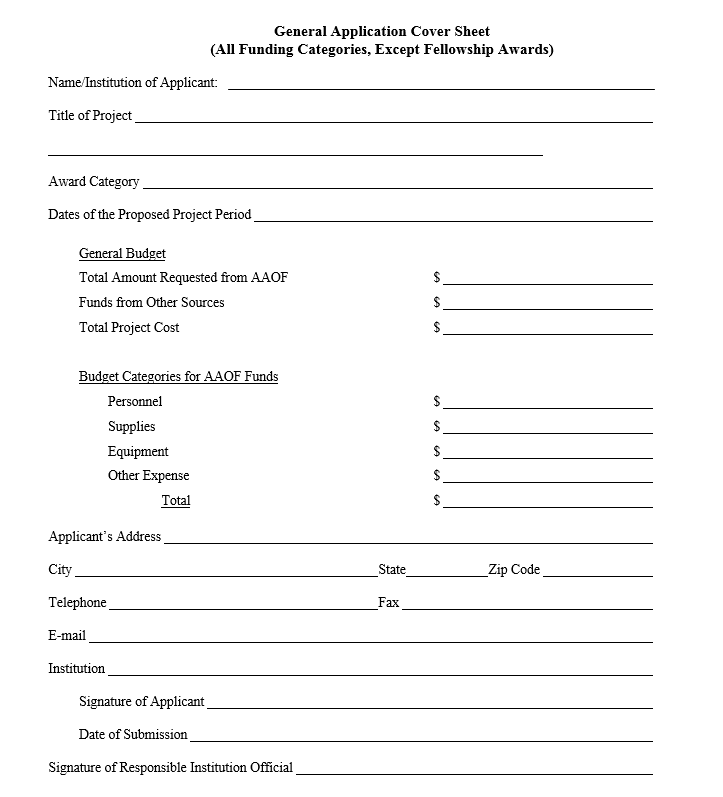 General Application Cover Sheet
(All Funding Categories, Except Fellowship Awards)
Name/Institution of Applicant:
Title of Project
Award Category
Dates of the Proposed Project Period
General Budget
Total Amount Requested from AAOF $
Funds from Other Sources $
Total Project Cost $
Budget Categories for AAOF Funds
Personnel $
Supplies $
Equipment $
Other Expense $
Total $
Applicant’s Address
City State Zip Code
Telephone Fax
E-mail
Institution
Signature of Applicant
Date of Submission
Signature of Responsible Institution Official